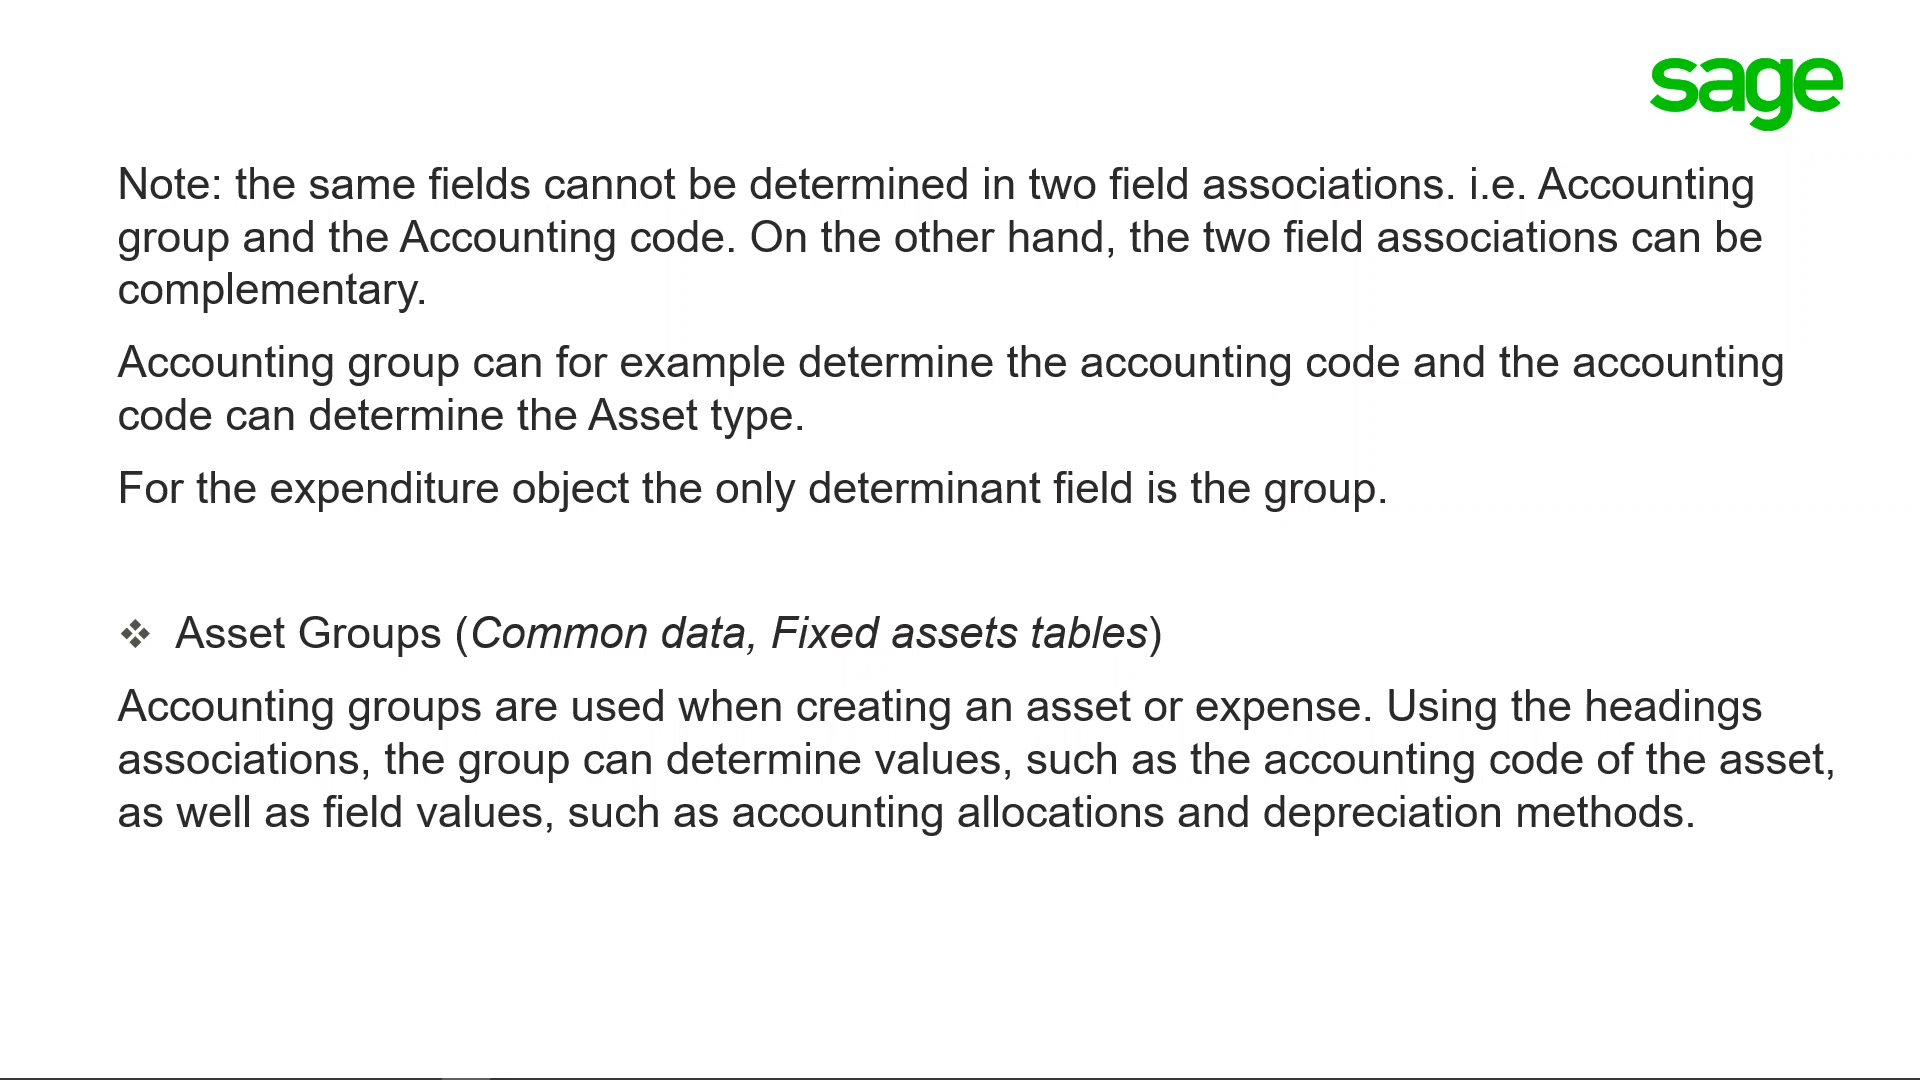 sage
Note: the same fields cannot be determined in two field associations. i.e. Accounting
group and the Accounting code. On the other hand, the two field associations can be
complementary.
Accounting group can for example determine the accounting code and the accounting
code can determine the Asset type.
For the expenditure object the only determinant field is the group.
❖ Asset Groups (Common data, Fixed assets tables)
Accounting groups are used when creating an asset or expense. Using the headings
associations, the group can determine values, such as the accounting code of the asset,
as well as field values, such as accounting allocations and depreciation methods.